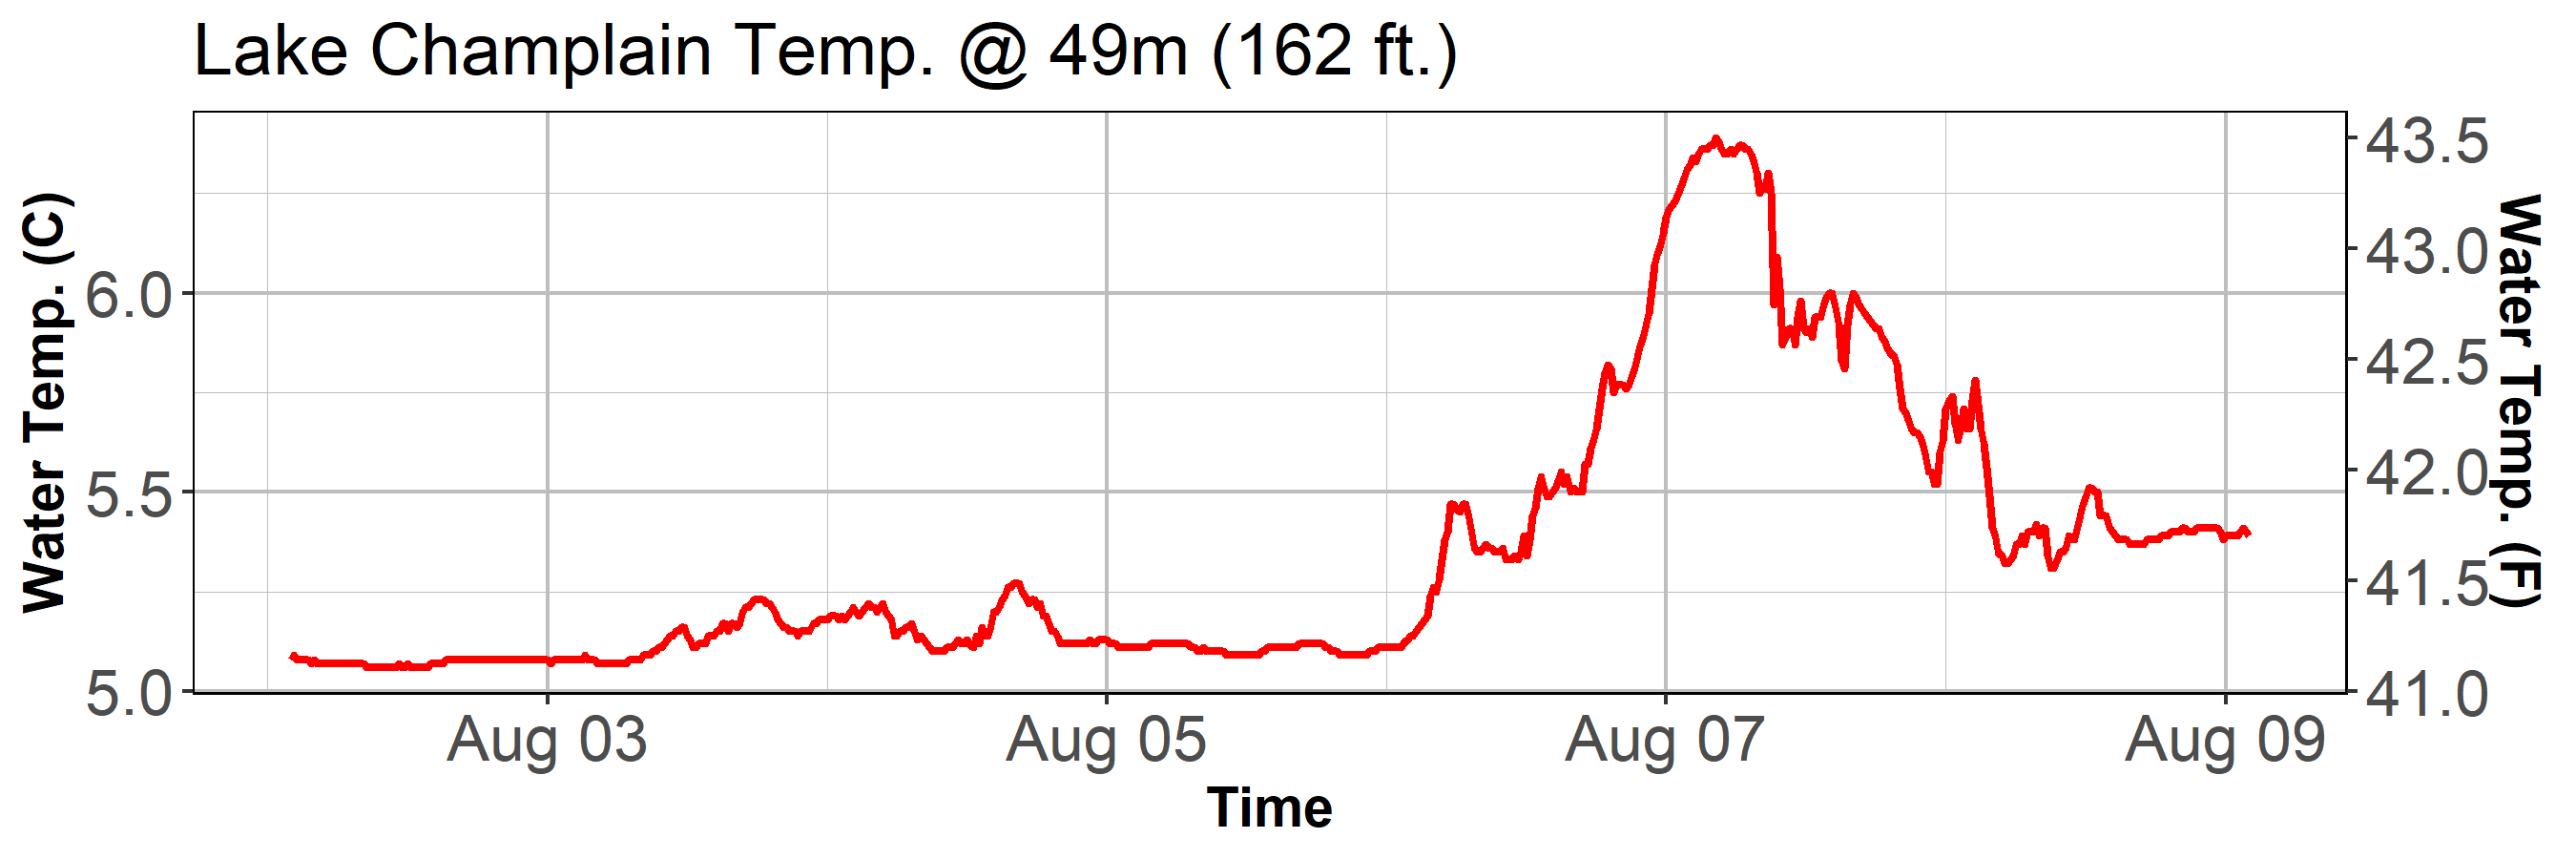 Lake Champlain Temp. @ 49m (162 ft.)
Water Temp. (C)
6.0
5.5
5.0
43.5
43.0
42.5
42.0
41.5
41.0
Water Temp. (F)
Aug 03 Aug 05 Aug 07 Aug 09
Time